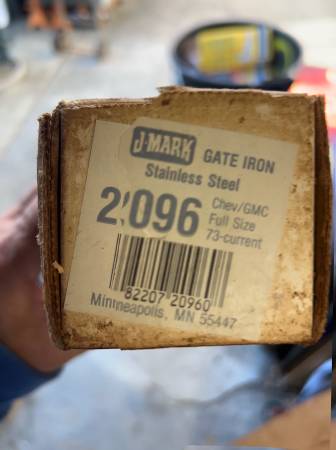 J-MARK GATE IRON
Stainless Steel
2096 Chev/GMC
Full Size
73-current
82207 20960
Minneapolis, MN 55447